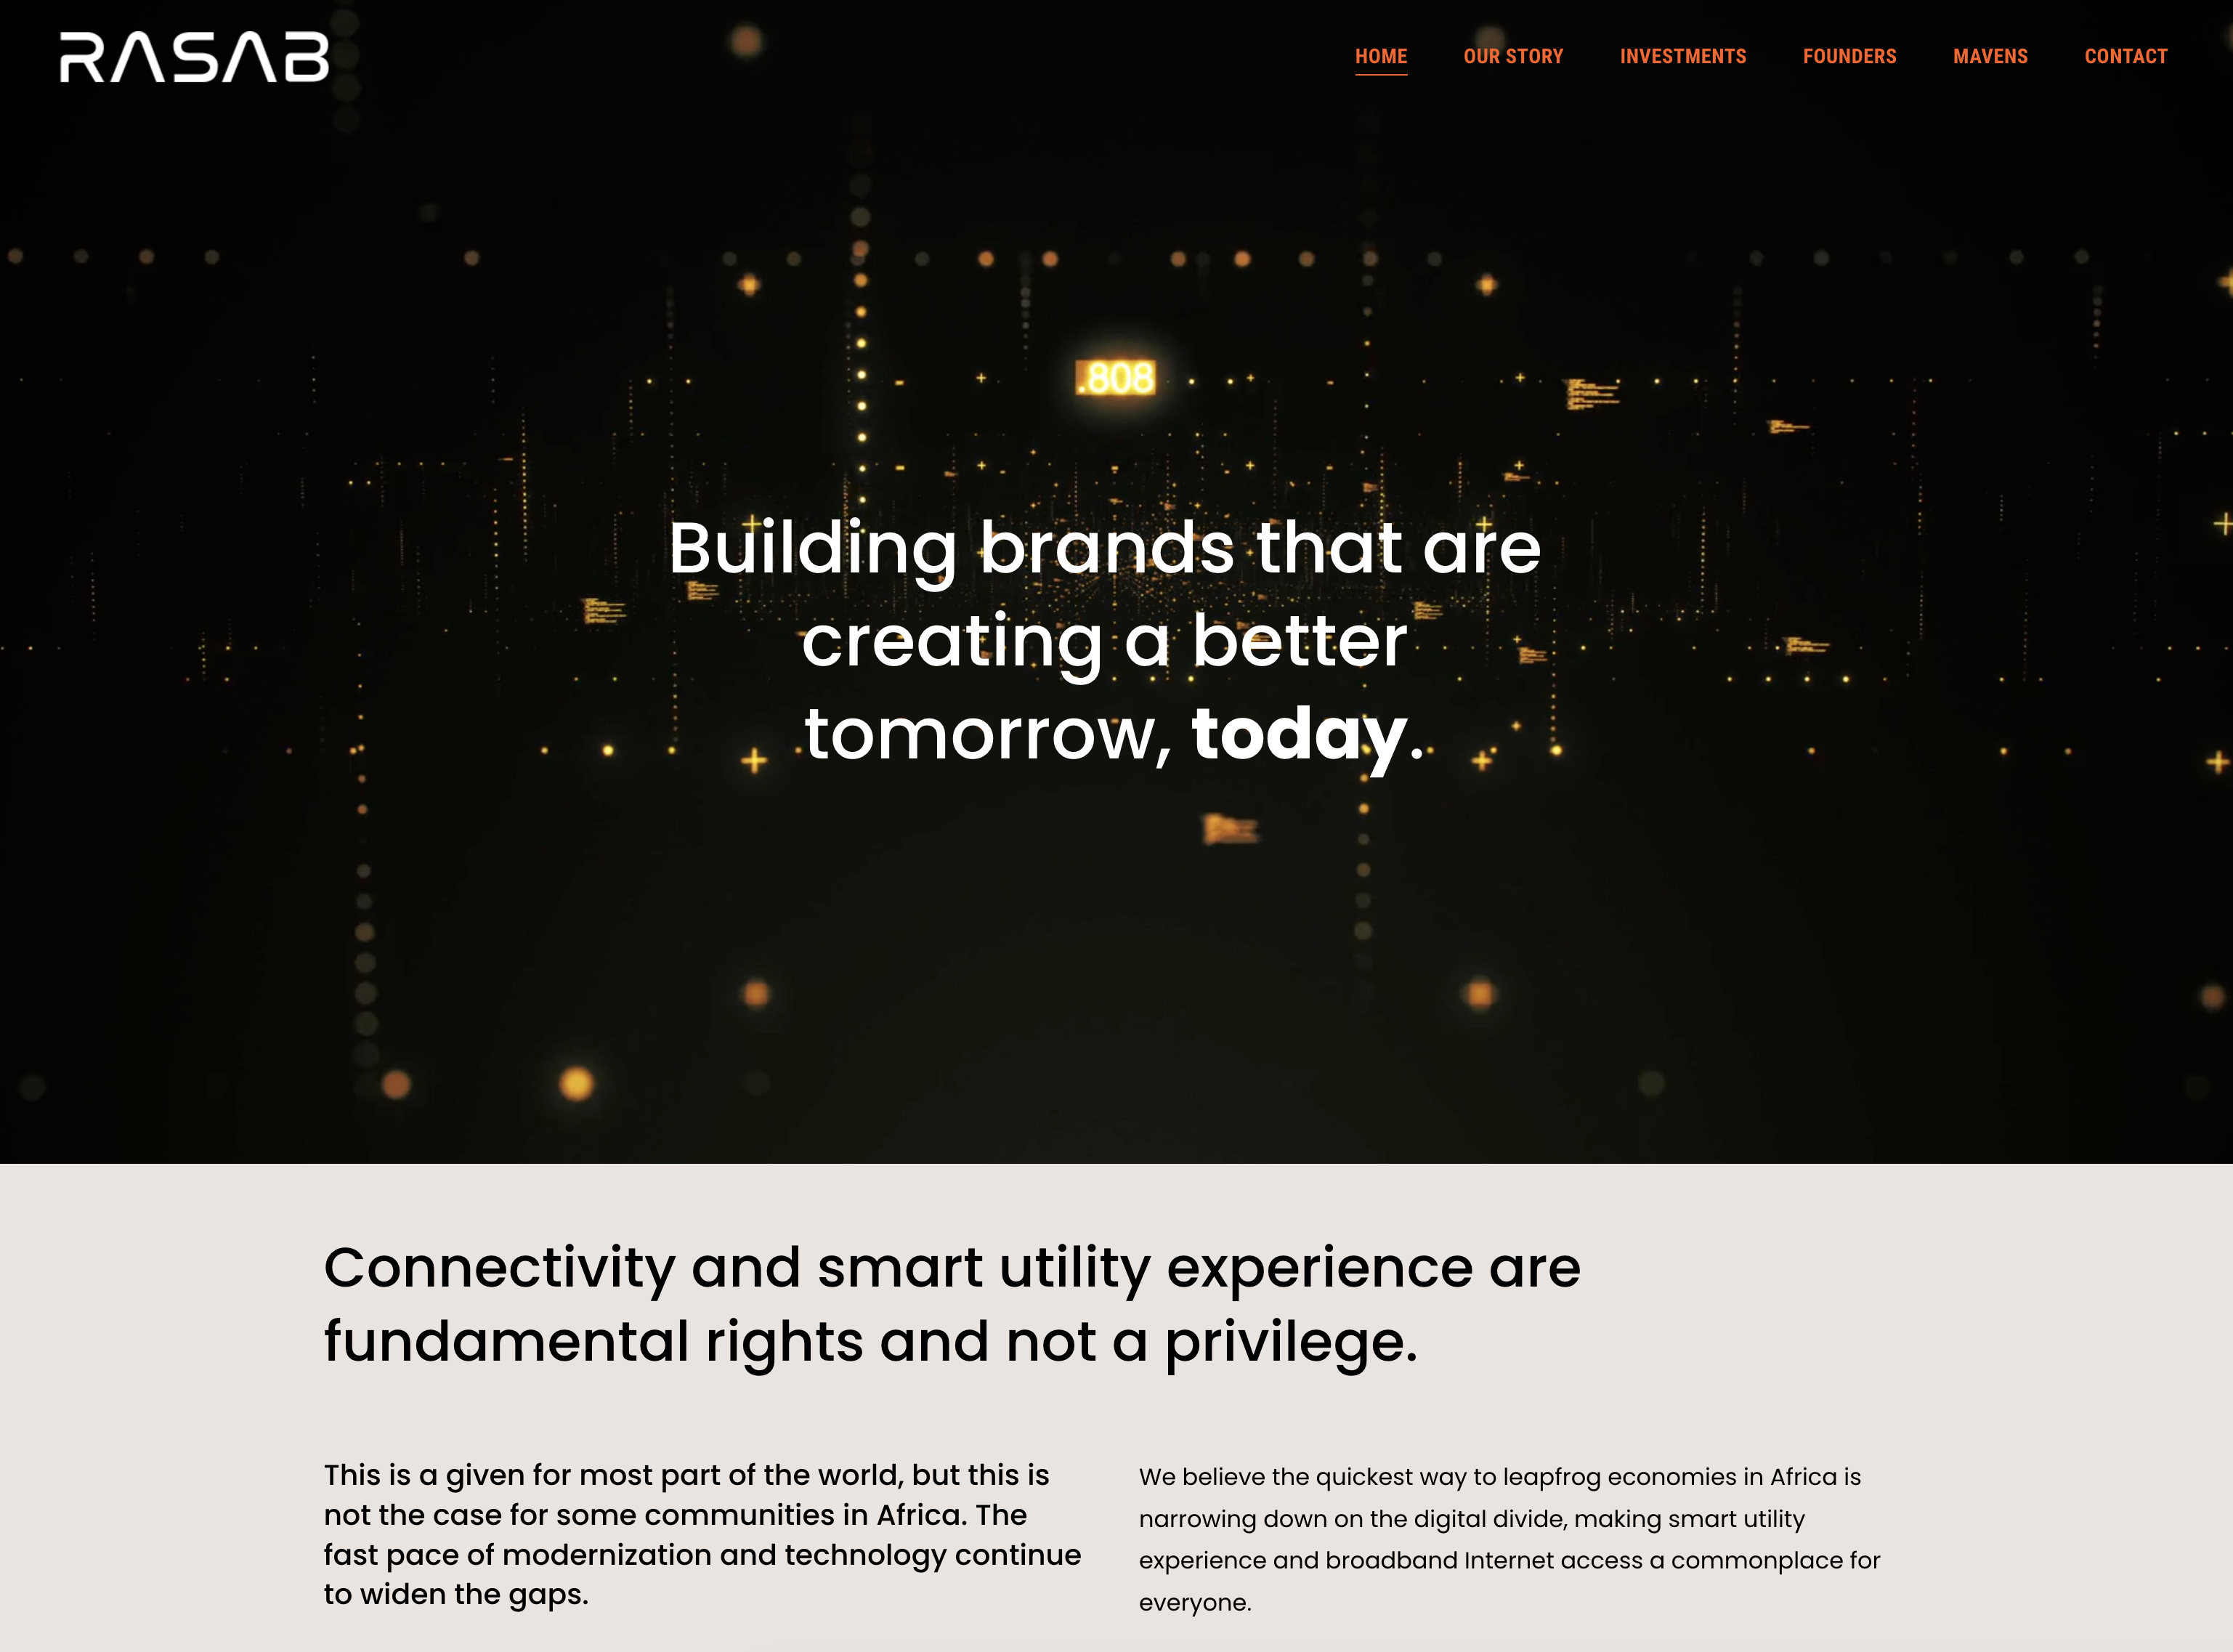 RASAB
HOME OUR STORY INVESTMENTS FOUNDERS MAVENS CONTACT
.808
Building brands that are
creating a better
tomorrow, today.
Connectivity and smart utility experience are
fundamental rights and not a privilege.
This is a given for most part of the world, but this is
not the case for some communities in Africa. The
fast pace of modernization and technology continue
to widen the gaps.
We believe the quickest way to leapfrog economies in Africa is
narrowing down on the digital divide, making smart utility
experience and broadband Internet access a commonplace for
everyone.